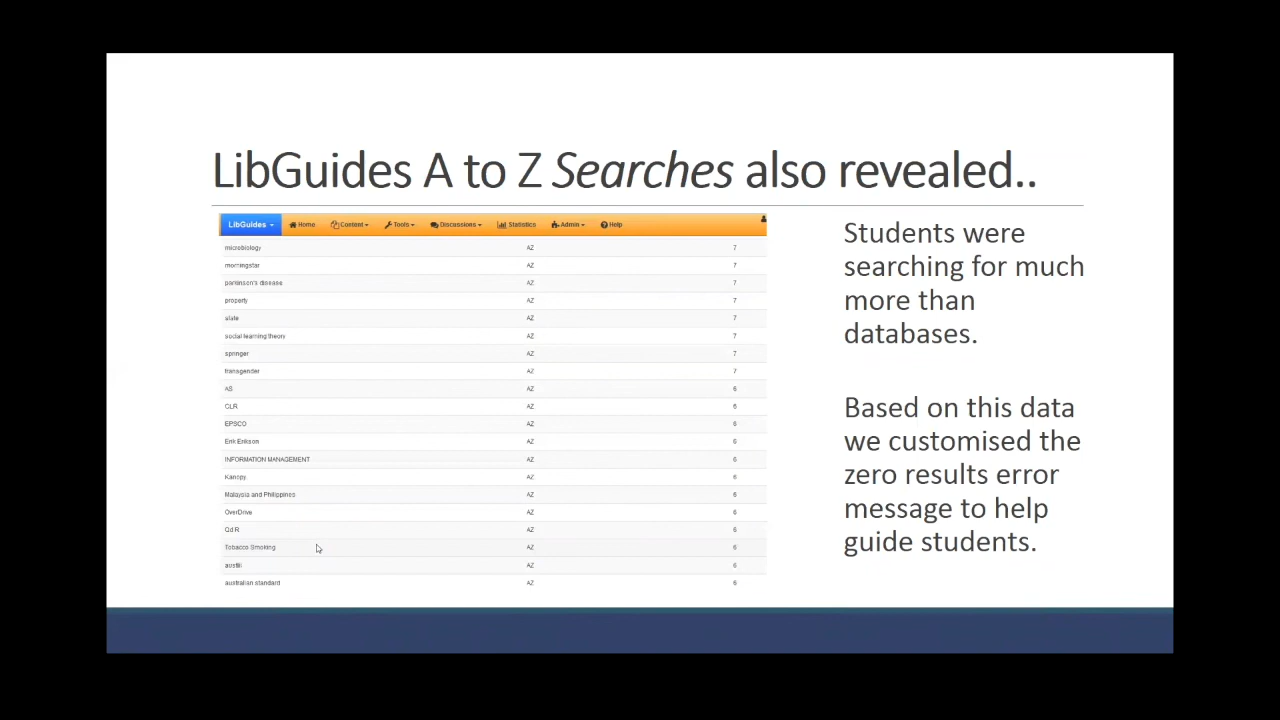 LibGuides A to Z Searches also revealed..
LibGuides Home Content Tools Discussions Statistics Admin Help
microbiology AZ 7
morningstar AZ 7
parkinson's disease AZ 7
property AZ 7
slate AZ 7
social learning theory AZ 7
springer AZ 7
transgender AZ 7
AS AZ 6
CLR AZ 6
EPSCO AZ 6
Erik Erikson AZ 6
INFORMATION MANAGEMENT AZ 6
Kanopy AZ 6
Malaysia and Philippines AZ 6
OverDrive AZ 6
Qd R AZ 6
Tobacco Smoking AZ 6
austlii AZ 6
australian standard AZ 6
Students were
searching for much
more than
databases.
Based on this data
we customised the
zero results error
message to help
guide students.